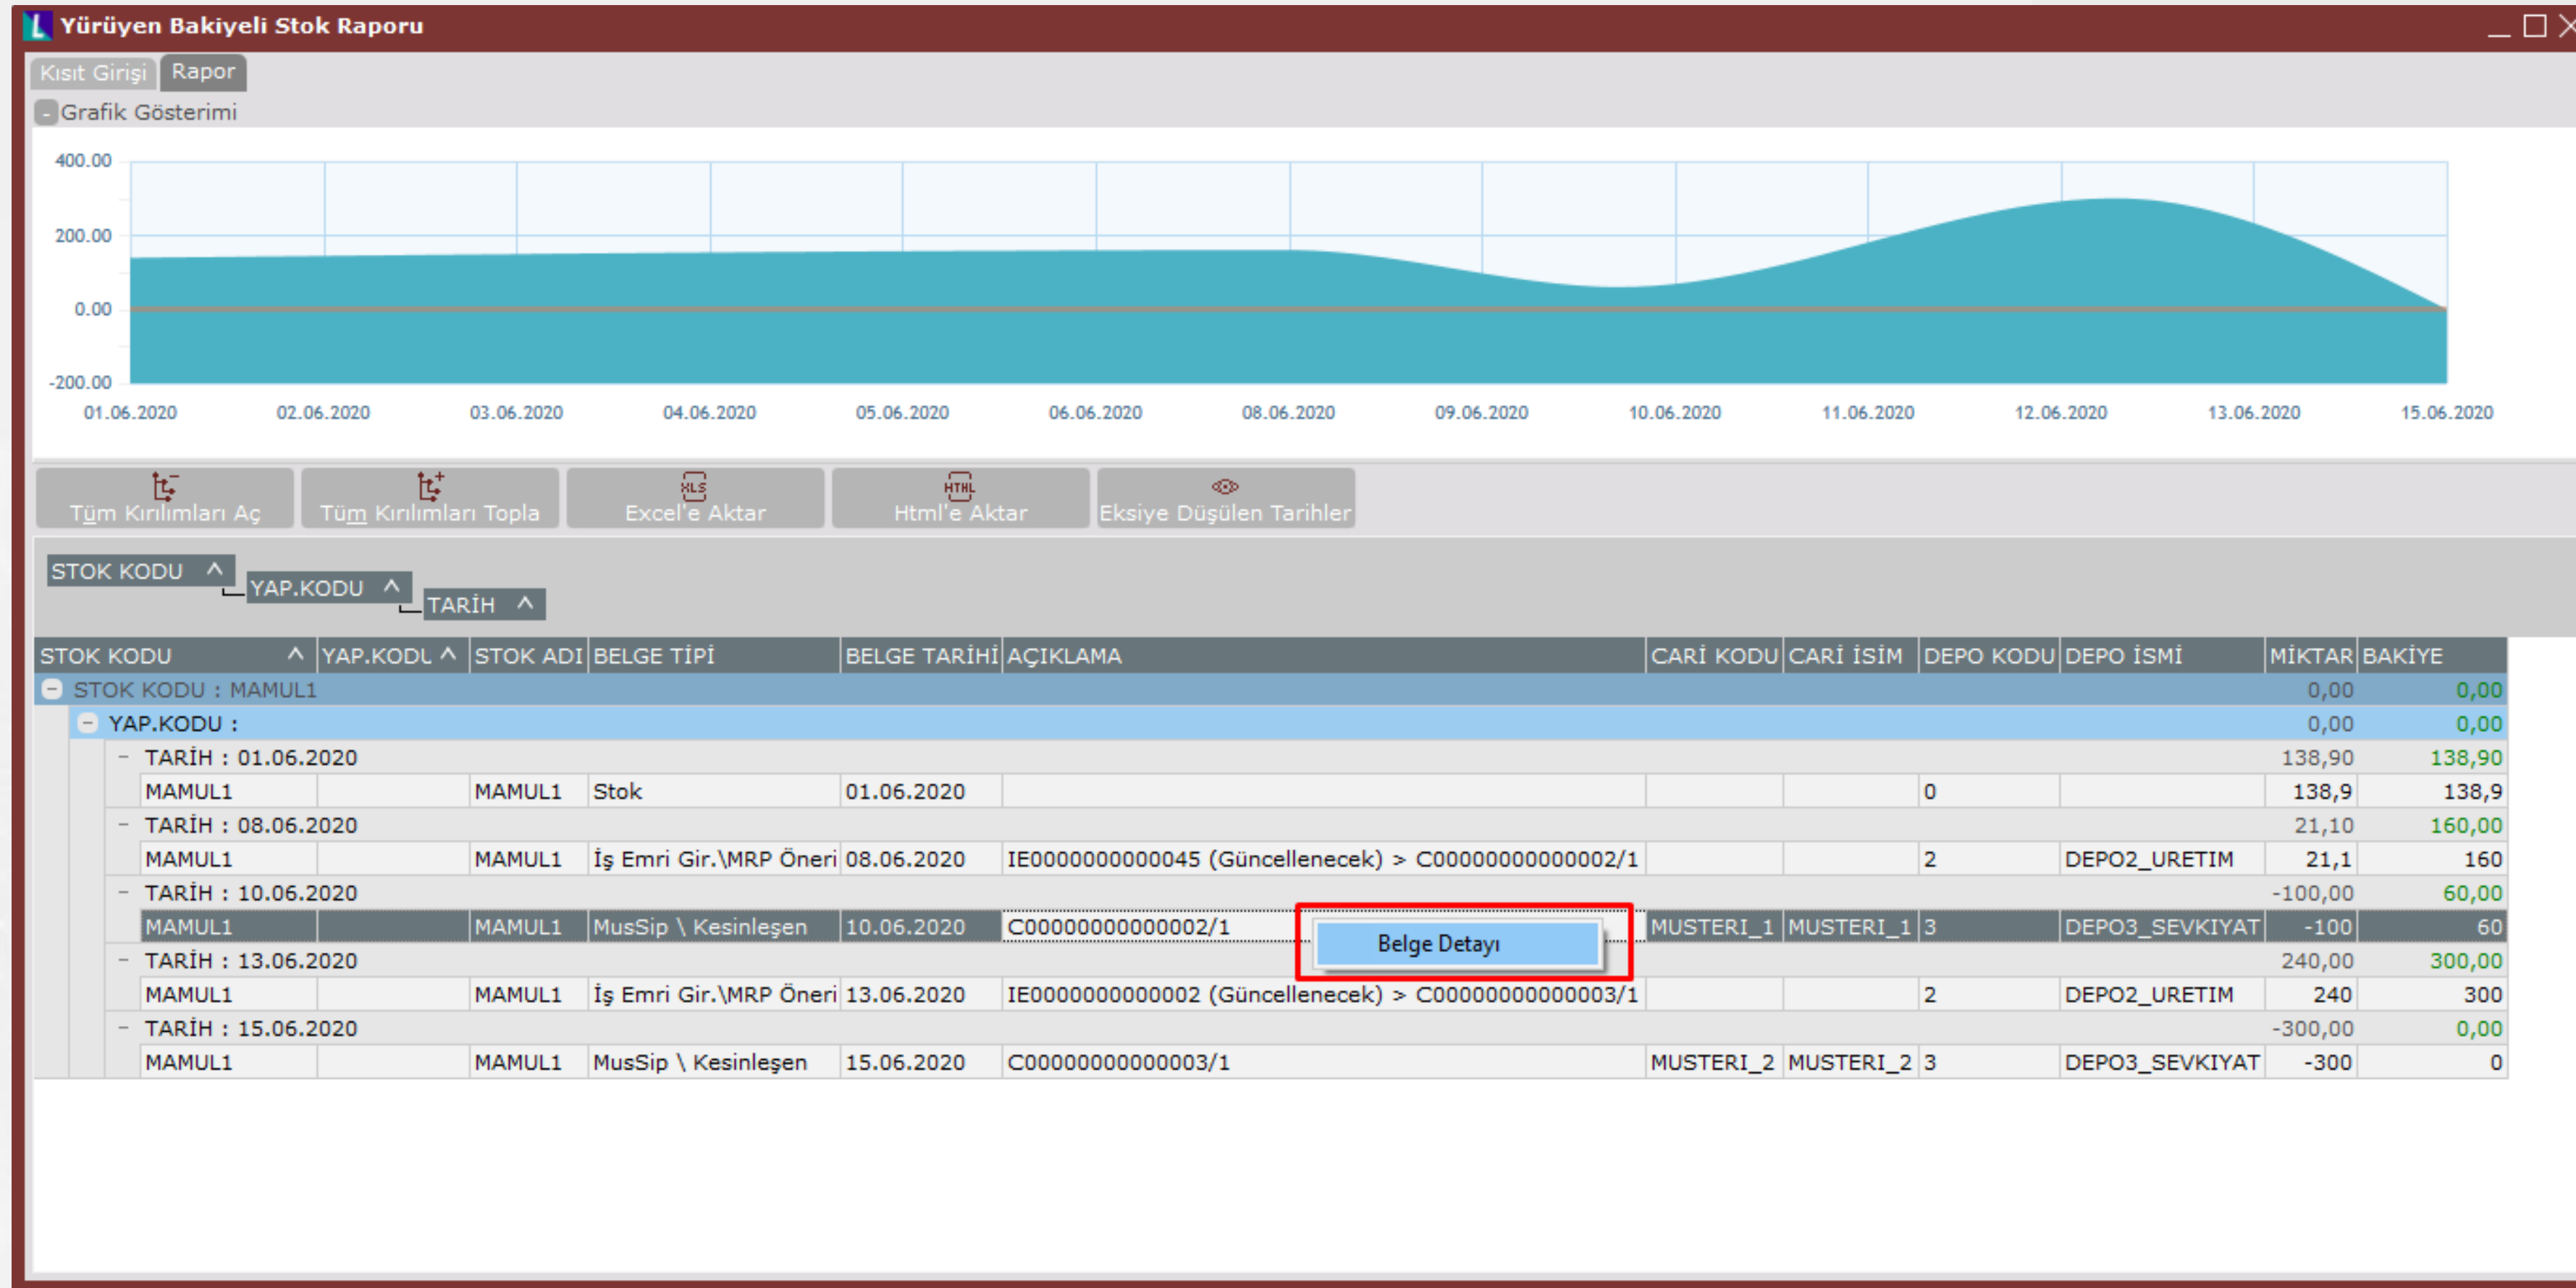 Yürüyen Bakiyeli Stok Raporu
Kısıt Girişi Rapor
Grafik Gösterimi
400.00
200.00
0.00
-200.00
01.06.2020 02.06.2020 03.06.2020 04.06.2020 05.06.2020 06.06.2020 08.06.2020 09.06.2020 10.06.2020 11.06.2020 12.06.2020 13.06.2020 15.06.2020
XLS HTML
Tüm Kırılımları Aç Tüm Kırılımları Topla Excel'e Aktar Html'e Aktar Eksiye Düşülen Tarihler
STOK KODU
YAP.KODU
TARİH
STOK KODU YAP.KODU STOK ADI BELGE TİPİ BELGE TARİHİ AÇIKLAMA CARİ KODU CARİ İSİM DEPO KODU DEPO İSMİ MİKTAR BAKİYE
STOK KODU : MAMUL1 0,00 0,00
YAP.KODU : 0,00 0,00
TARİH : 01.06.2020 138,90 138,90
MAMUL1 MAMUL1 Stok 01.06.2020 0 138,9 138,9
TARİH : 08.06.2020 21,10 160,00
MAMUL1 MAMUL1 İş Emri Gir.\MRP Öneri 08.06.2020 IE0000000000045 (Güncellenecek) > C00000000000002/1 2 DEPO2_URETIM 21,1 160
TARİH : 10.06.2020 -100,00 60,00
MAMUL1 MAMUL1 MusSip \ Kesinleşen 10.06.2020 C00000000000002/1 MUSTERI_1 MUSTERI_1 3 DEPO3_SEVKIYAT -100 60
Belge Detayı
TARİH : 13.06.2020 240,00 300,00
MAMUL1 MAMUL1 İş Emri Gir.\MRP Öneri 13.06.2020 IE0000000000002 (Güncellenecek) > C00000000000003/1 2 DEPO2_URETIM 240 300
TARİH : 15.06.2020 -300,00 0,00
MAMUL1 MAMUL1 MusSip \ Kesinleşen 15.06.2020 C00000000000003/1 MUSTERI_2 MUSTERI_2 3 DEPO3_SEVKIYAT -300 0